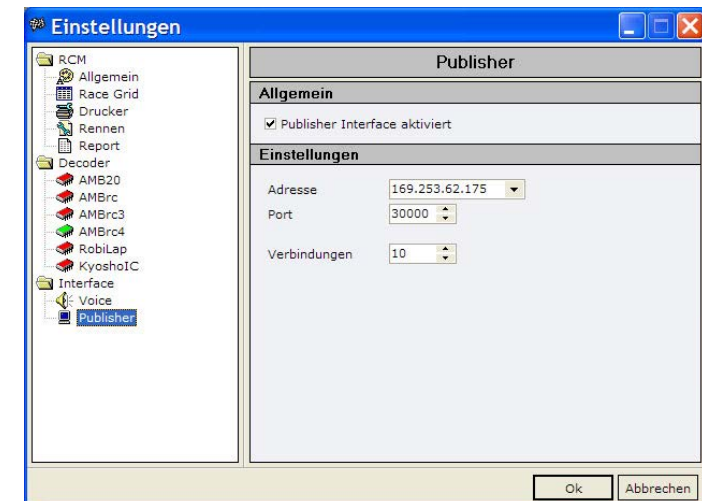 Einstellungen
RCM
Allgemein
Race Grid
Drucker
Rennen
Report
Decoder
AMB20
AMBrc
AMBrc3
AMBrc4
RobiLap
KyoshoIC
Interface
Voice
Publisher
Publisher
Allgemein
Publisher Interface aktiviert
Einstellungen
Adresse 169.253.62.175
Port 30000
Verbindungen 10
Ok Abbrechen